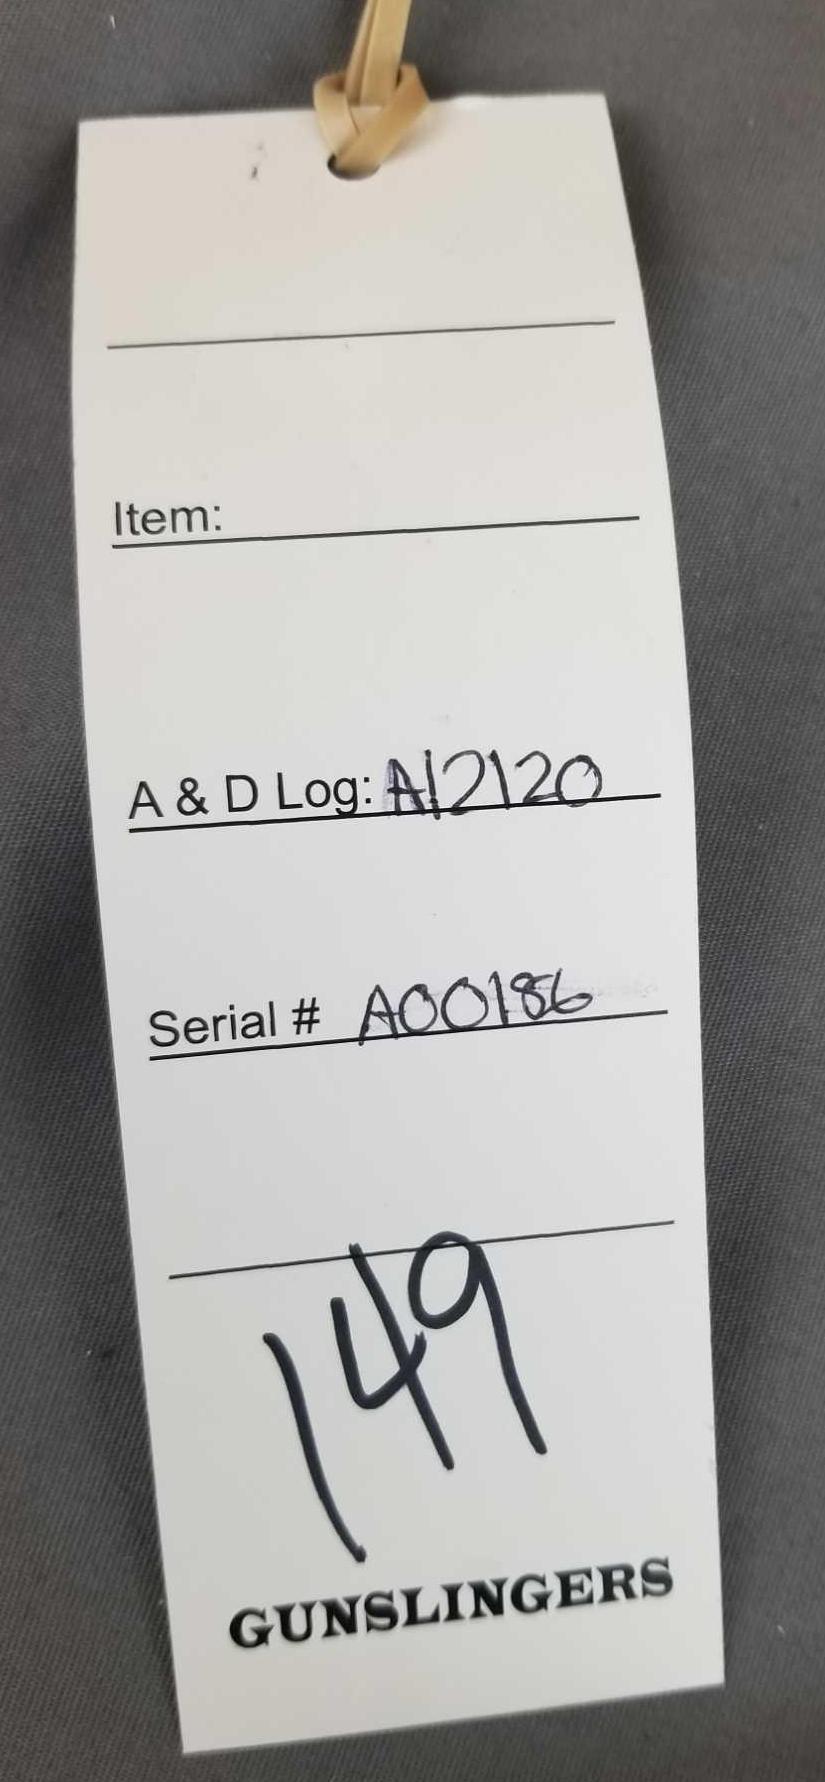 Item:
A & D Log: A12120
Serial # A00186
149
GUNSLINGERS